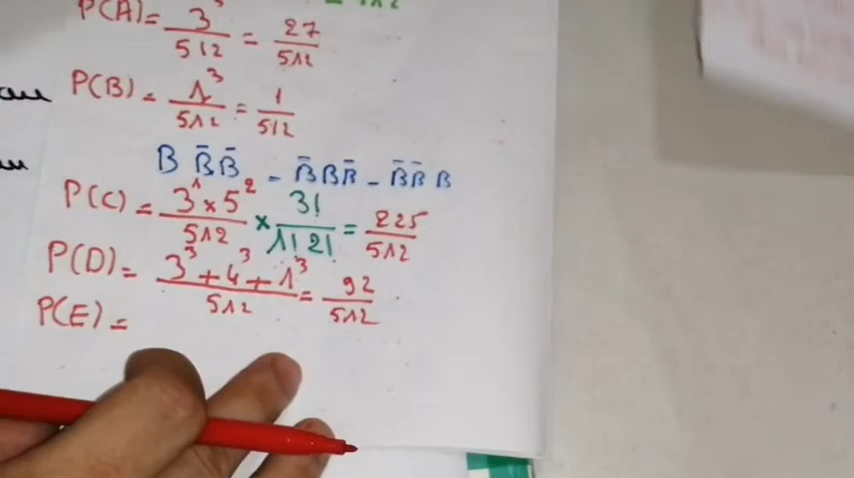 P(A) = 3³/512 = 27/512
P(B) = 1³/512 = 1/512
B B̄ B̄ - B̄ B B̄ - B̄ B̄ B
P(C) = 3¹ × 5²/512 × 3!/1! 2! = 225/512
P(D) = 3³ + 4³ + 1³/512 = 92/512
P(E) =